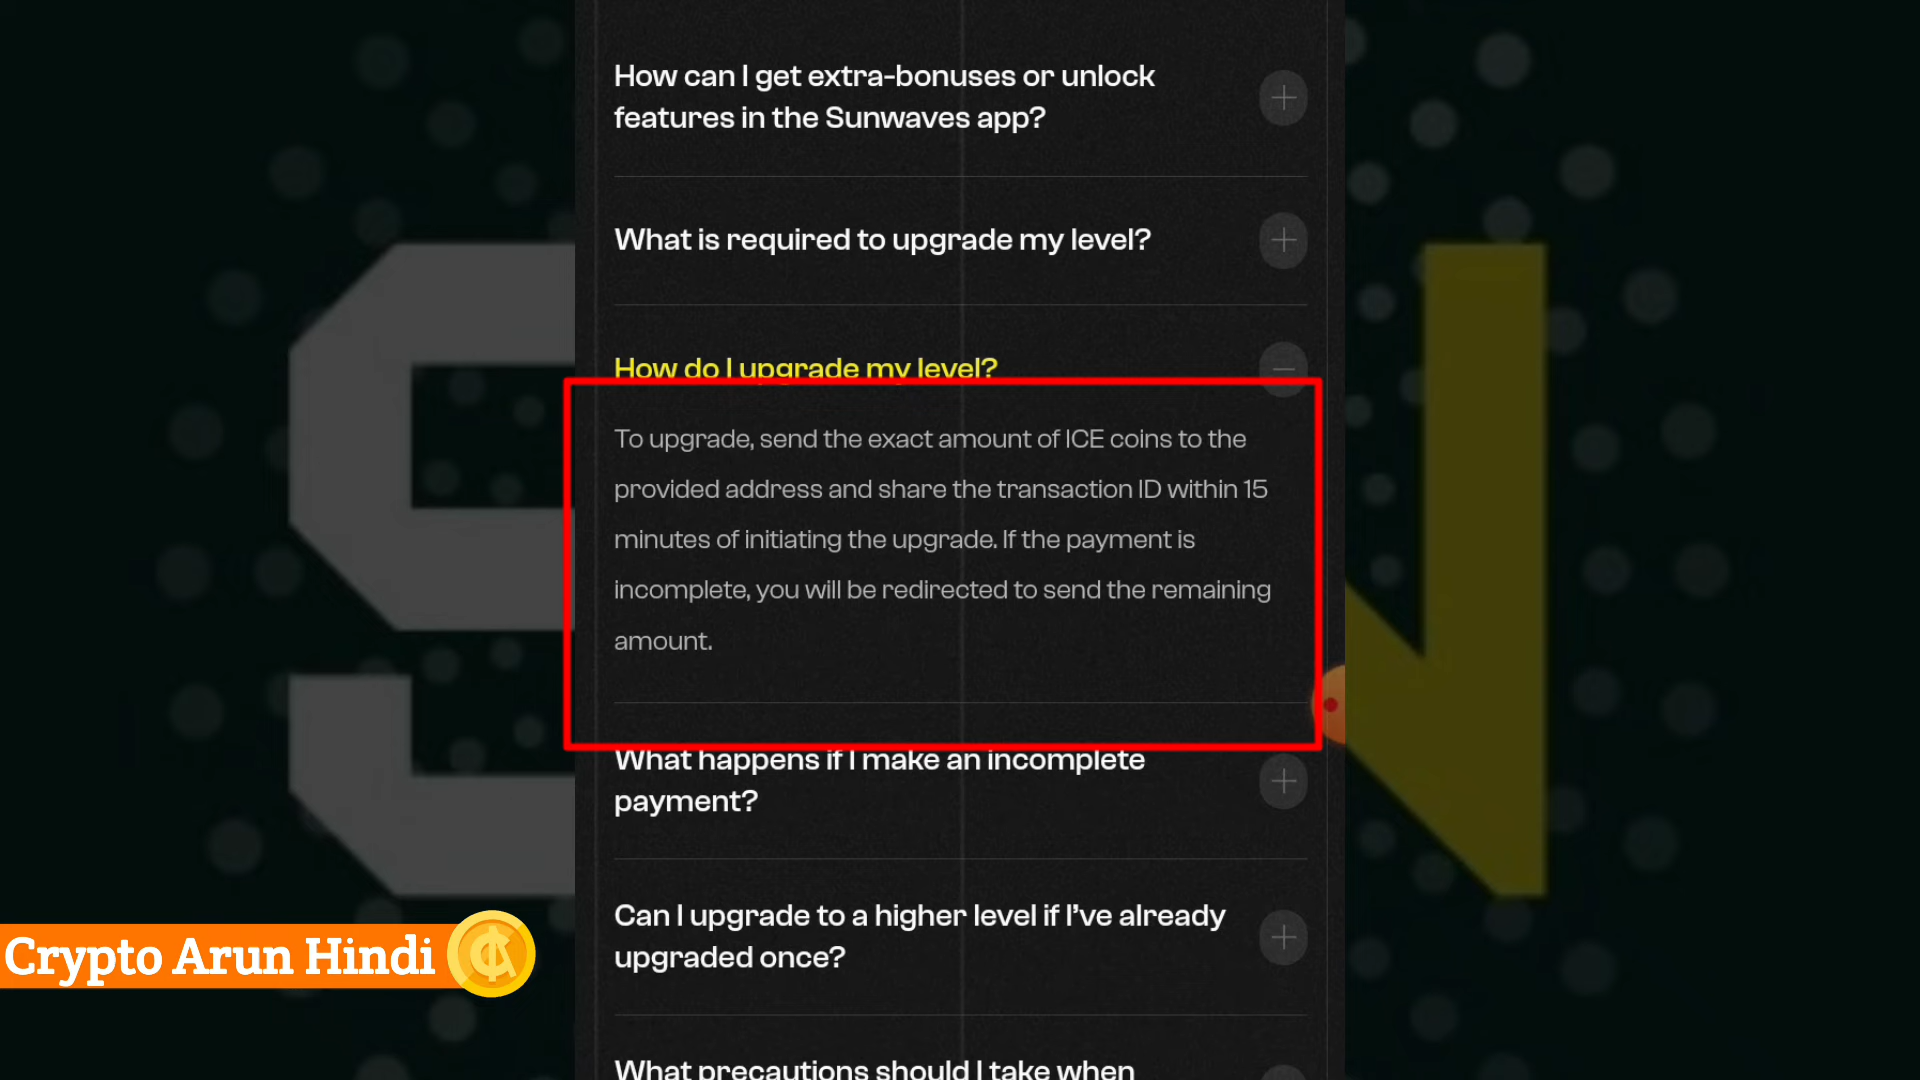 How can I get extra-bonuses or unlock
features in the Sunwaves app?
What is required to upgrade my level?
How do I upgrade my level?
To upgrade, send the exact amount of ICE coins to the
provided address and share the transaction ID within 15
minutes of initiating the upgrade. If the payment is
incomplete, you will be redirected to send the remaining
amount.
What happens if I make an incomplete
payment?
Can I upgrade to a higher level if I’ve already
upgraded once?
What precautions should I take when
Crypto Arun Hindi